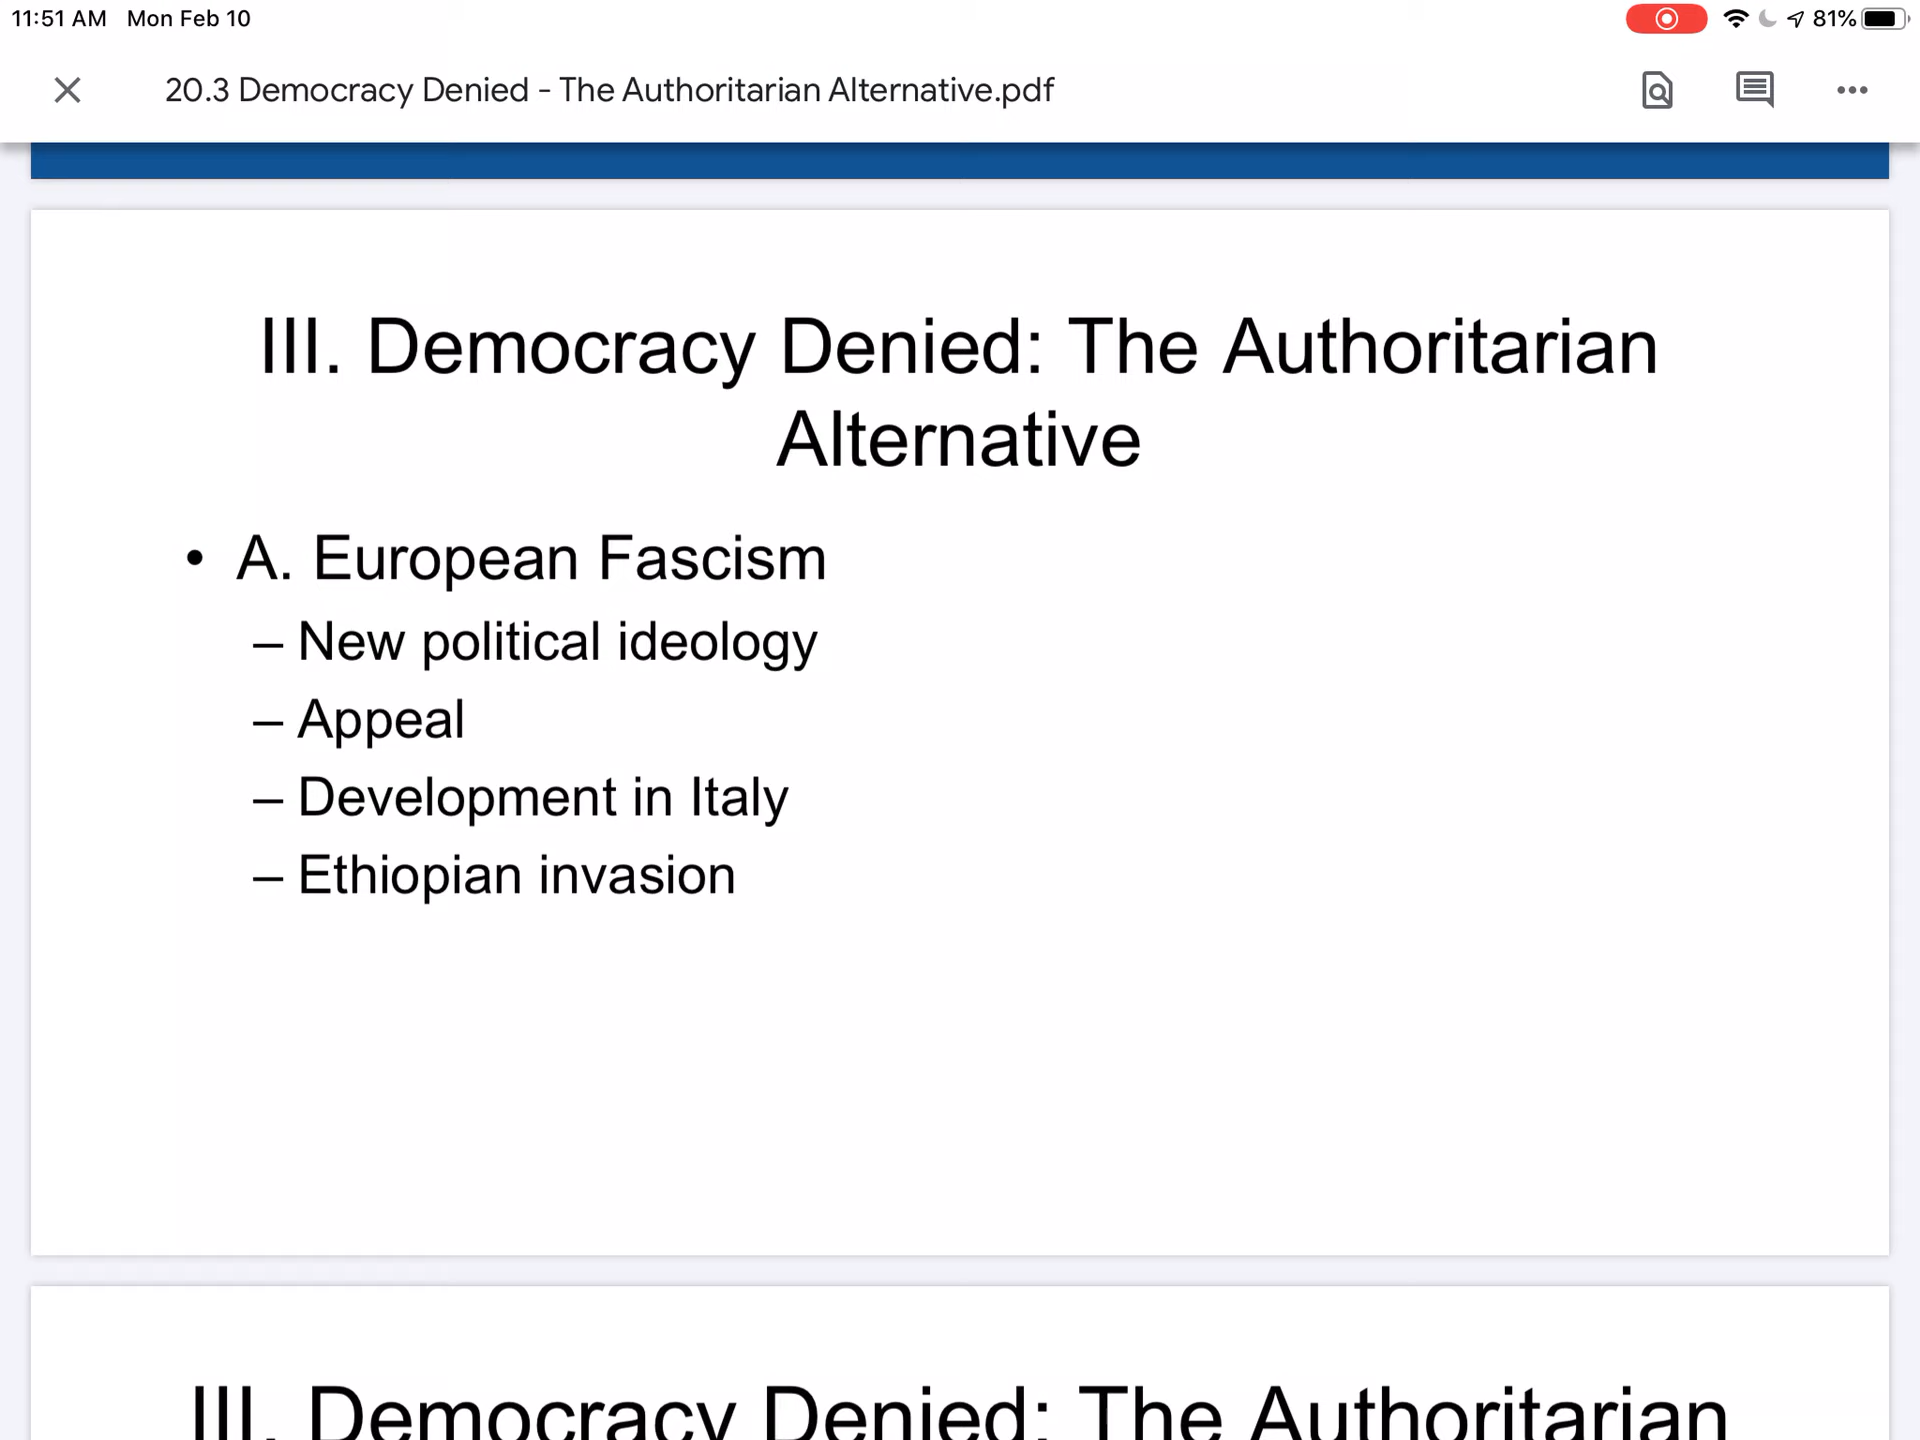 11:51 AM Mon Feb 10 81%
20.3 Democracy Denied - The Authoritarian Alternative.pdf
III. Democracy Denied: The Authoritarian
Alternative
• A. European Fascism
– New political ideology
– Appeal
– Development in Italy
– Ethiopian invasion
III. Democracy Denied: The Authoritarian